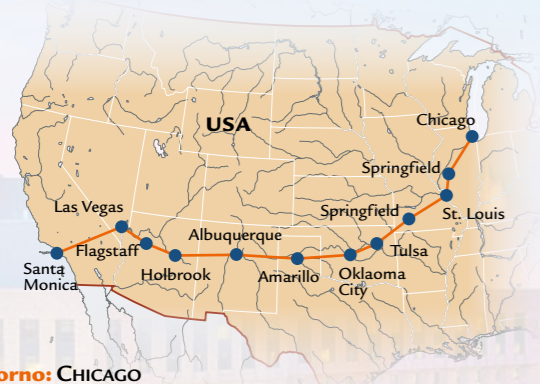 USA
Chicago
Springfield
St. Louis
Springfield
Tulsa
Oklaoma
City
Amarillo
Albuquerque
Holbrook
Flagstaff
Las Vegas
Santa
Monica
orno: CHICAGO